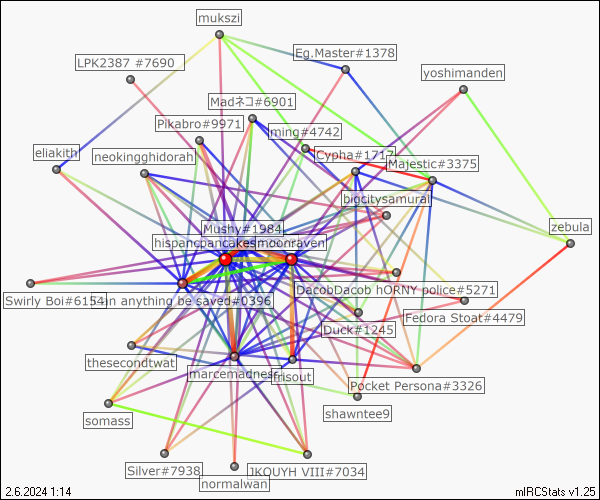 mukszi
Eg.Master#1378
LPK2387 #7690
yoshimanden
Madネコ#6901
Pikabro#9971
ming#4742
eliakith
neokingghidorah
Cypha#1717
Majestic#3375
bigcitysamurai
Mushy#1984
zebula
hispancpancakes
moonraven
DacobDacob hORNY police#5271
Swirly Boi#6154
an anything be saved#0396
Fedora Stoat#4479
Duck#1245
thesecondtwat
marcemadness
frisout
Pocket Persona#3326
shawntee9
somass
Silver#7938
JKOUYH VIII#7034
normalwan
2.6.2024 1:14
mIRCStats v1.25